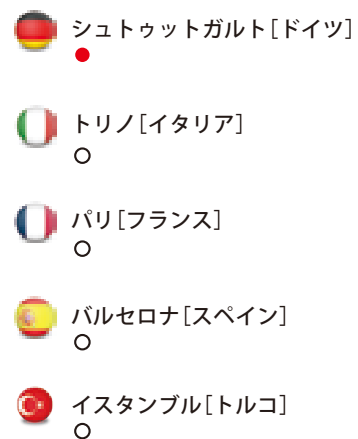 シュトゥットガルト[ドイツ]
トリノ[イタリア]
パリ[フランス]
バルセロナ[スペイン]
イスタンブル[トルコ]